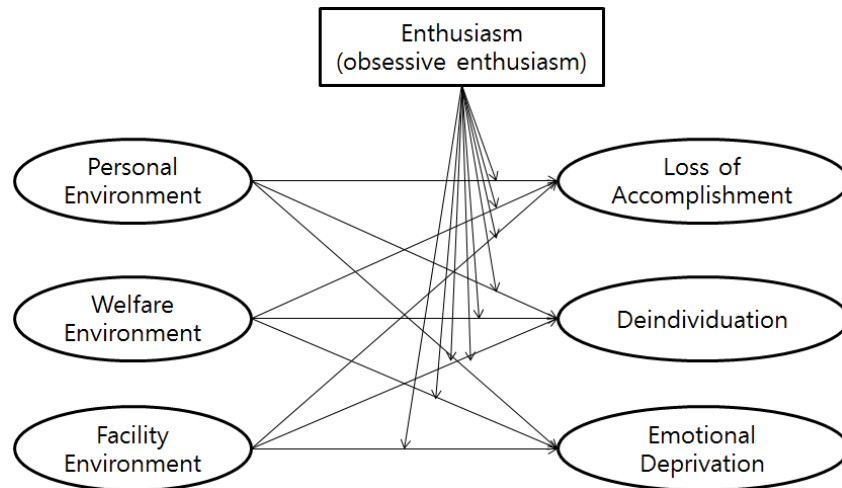 Enthusiasm
(obsessive enthusiasm)
Personal
Environment
Loss of
Accomplishment
Welfare
Environment
Deindividuation
Facility
Environment
Emotional
Deprivation